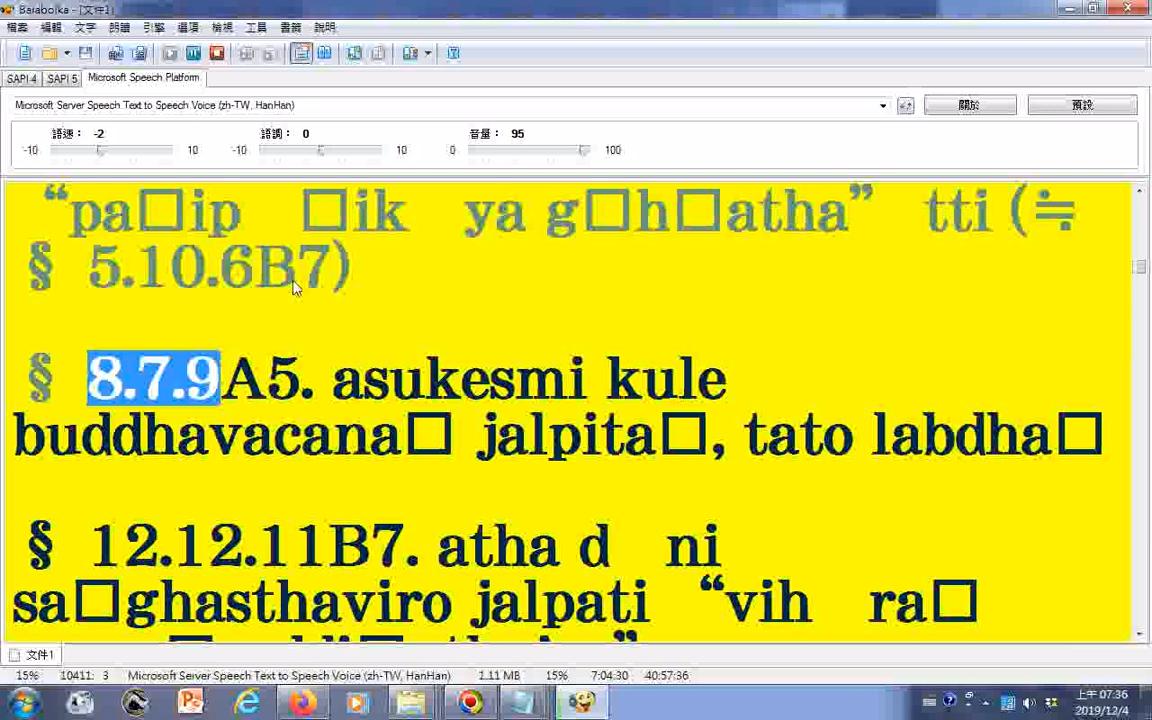 Balabolka - [文件1]
檔案 編輯 文字 朗讀 引擎 選項 檢視 工具 書籤 說明
SAPI 4 SAPI 5 Microsoft Speech Platform
Microsoft Server Speech Text to Speech Voice (zh-TW, HanHan) 關於 預設
語速： -2 語調： 0 音量： 95
-10 10 -10 10 0 100
“pa□ip □ik ya g□h□atha” tti (≒
§ 5.10.6B7)
§ 8.7.9A5. asukesmi kule
buddhavacana□ jalpita□, tato labdha□
§ 12.12.11B7. atha d ni
sa□ghasthaviro jalpati “vih ra□
文件1
15% 10411: 3 Microsoft Server Speech Text to Speech Voice (zh-TW, HanHan) 1.11 MB 15% 7:04:30 40:57:36
上午 07:36
2019/12/4